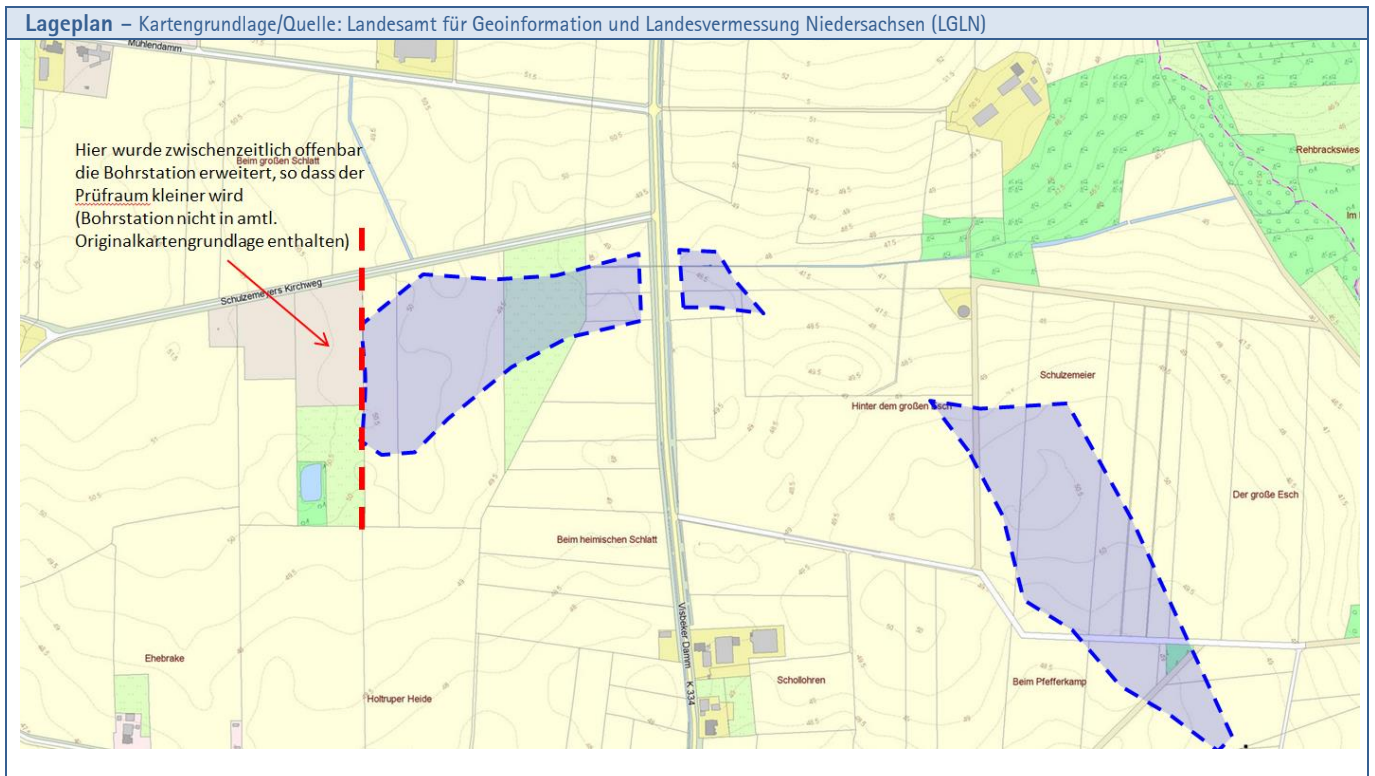 Lageplan – Kartengrundlage/Quelle: Landesamt für Geoinformation und Landesvermessung Niedersachsen (LGLN)
Mühlendamm
Hier wurde zwischenzeitlich offenbar
die Bohrstation erweitert, so dass der
Prüfraum kleiner wird
(Bohrstation nicht in amtl.
Originalkartengrundlage enthalten)
Beim großen Schlatt
Rehbrackswies
Im
Schulzemeyers Kirchweg
Schulzemeier
Hinter dem großen Esch
Der große Esch
Beim heimischen Schlatt
Visbeker Damm K 334
Ehebrake
Holtruper Heide
Schollohren
Beim Pfefferkamp